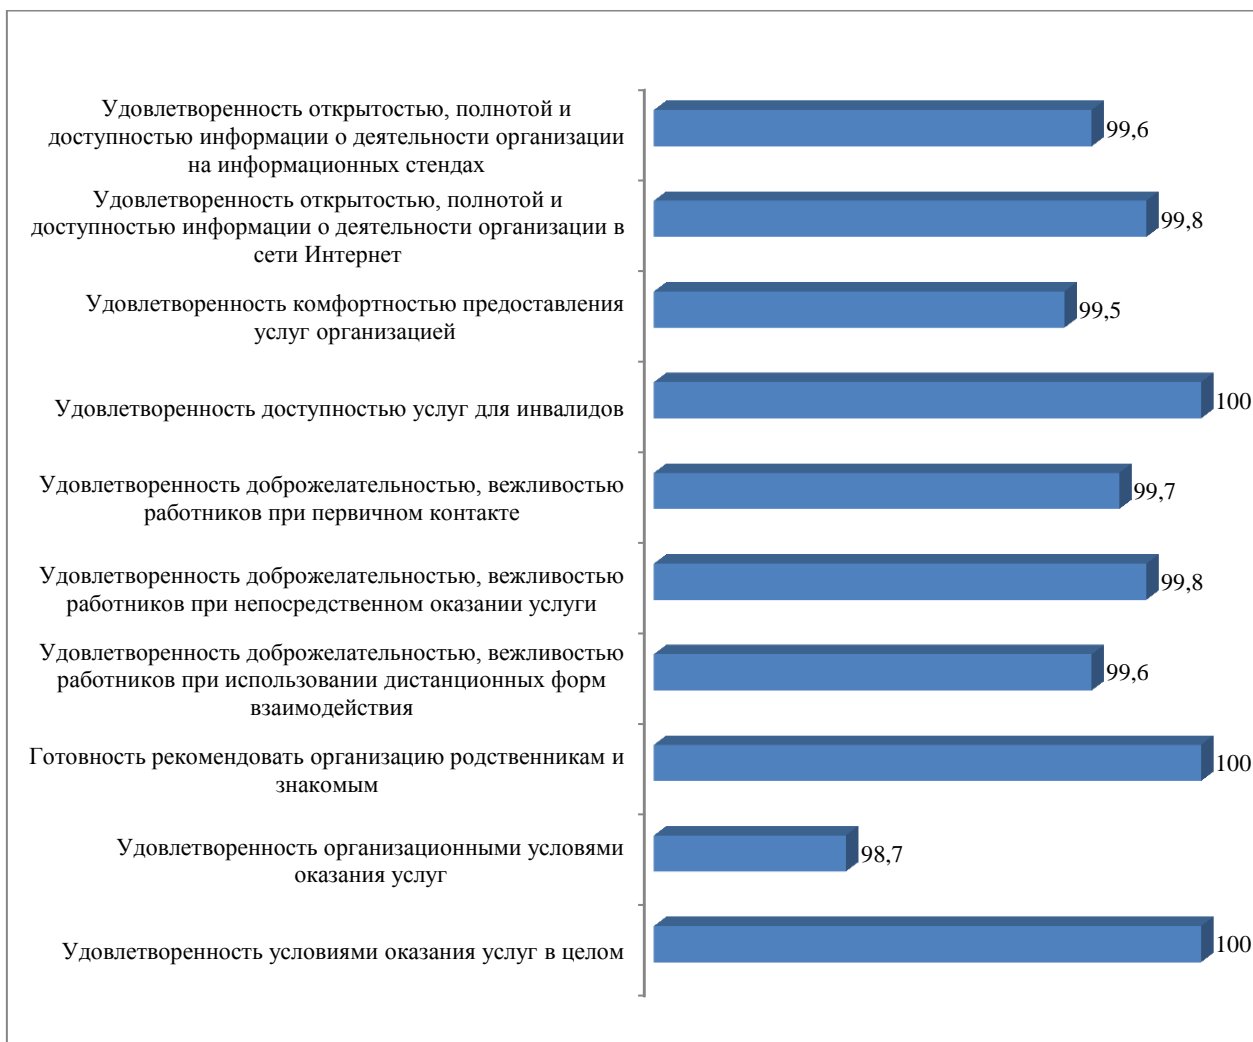 Удовлетворенность открытостью, полнотой и
доступностью информации о деятельности организации
на информационных стендах
99,6
Удовлетворенность открытостью, полнотой и
доступностью информации о деятельности организации в
сети Интернет
99,8
Удовлетворенность комфортностью предоставления
услуг организацией
99,5
Удовлетворенность доступностью услуг для инвалидов
100
Удовлетворенность доброжелательностью, вежливостью
работников при первичном контакте
99,7
Удовлетворенность доброжелательностью, вежливостью
работников при непосредственном оказании услуги
99,8
Удовлетворенность доброжелательностью, вежливостью
работников при использовании дистанционных форм
взаимодействия
99,6
Готовность рекомендовать организацию родственникам и
знакомым
100
Удовлетворенность организационными условями
оказания услуг
98,7
Удовлетворенность условиями оказания услуг в целом
100